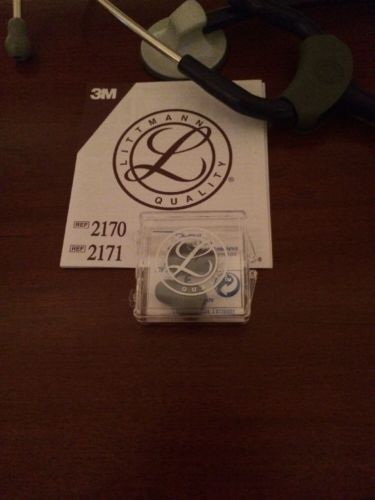 3M
LITTMANN
L
QUALITY
®
REF 2170
REF 2171
L